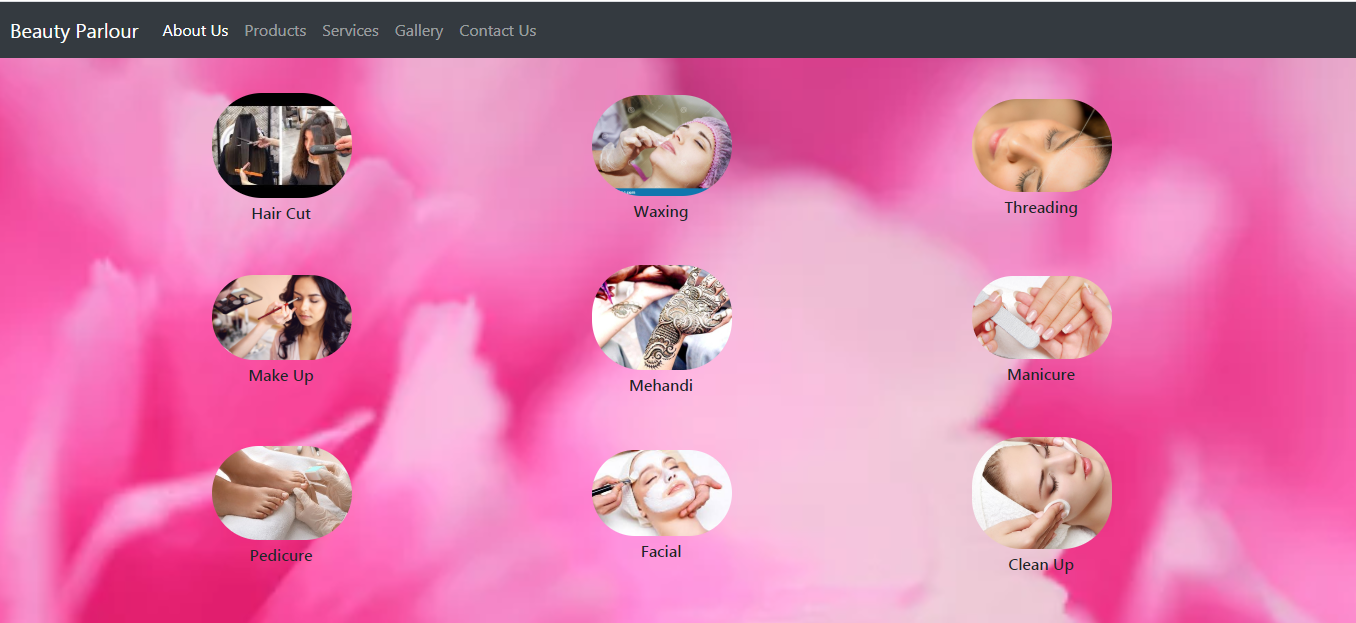 Beauty Parlour About Us Products Services Gallery Contact Us
Hair Cut Waxing Threading
Make Up Mehandi Manicure
Pedicure Facial Clean Up